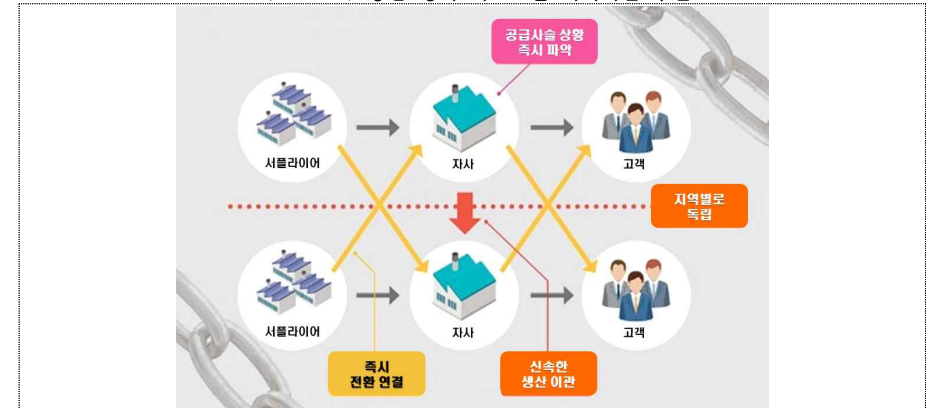 공급사슬 상황
즉시 파악
서플라이어
자사
고객
지역별로
독립
서플라이어
자사
고객
즉시
전환 연결
신속한
생산 이관